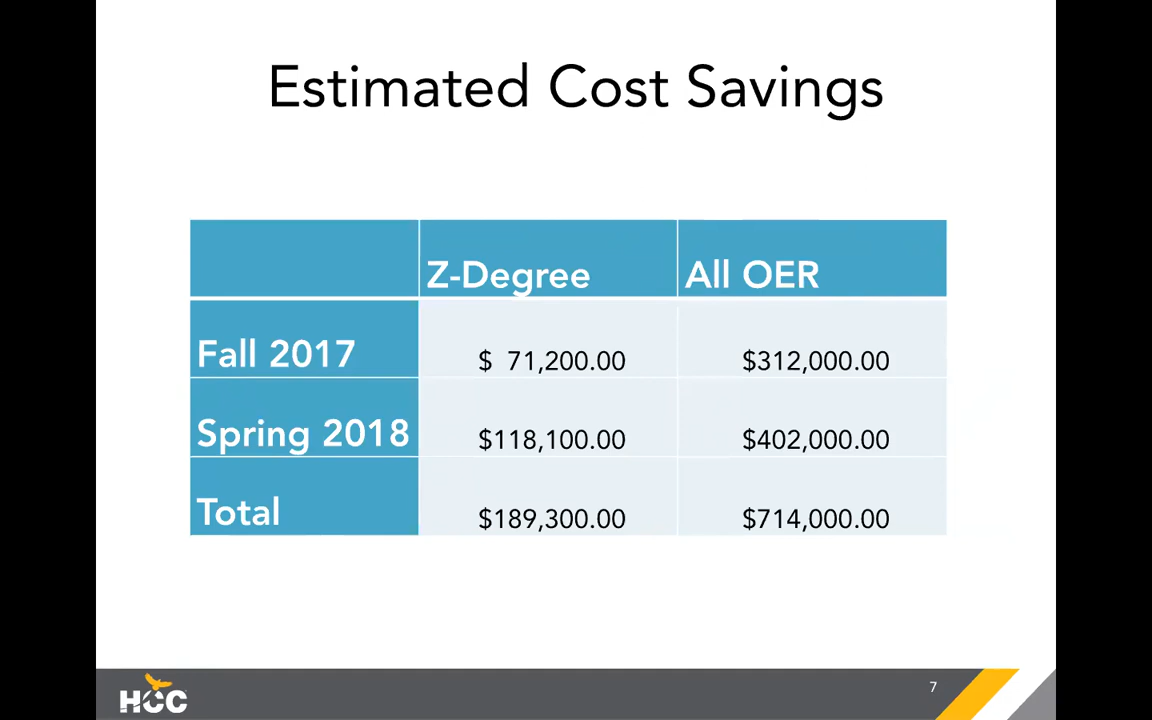 Estimated Cost Savings
Z-Degree All OER
Fall 2017 $ 71,200.00 $312,000.00
Spring 2018 $118,100.00 $402,000.00
Total $189,300.00 $714,000.00
HCC 7